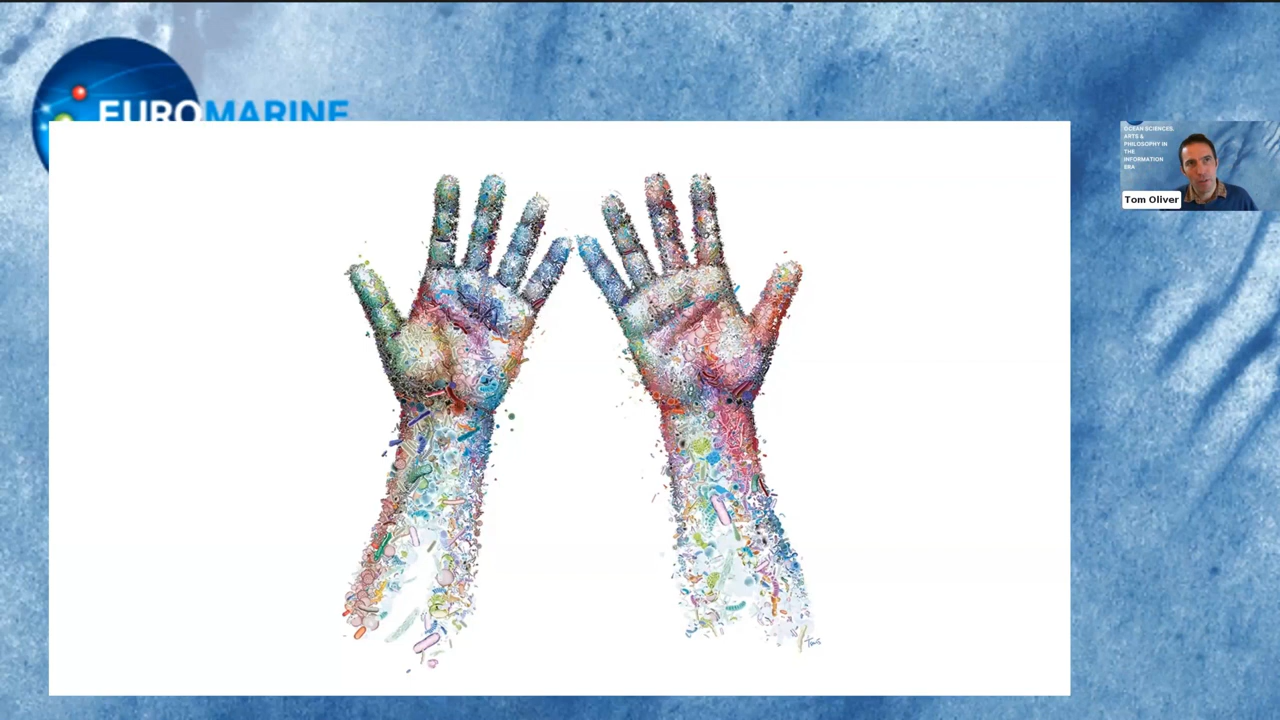 EUROMARINE
OCEAN SCIENCES,
ARTS &
PHILOSOPHY IN
THE
INFORMATION
ERA
Tom Oliver